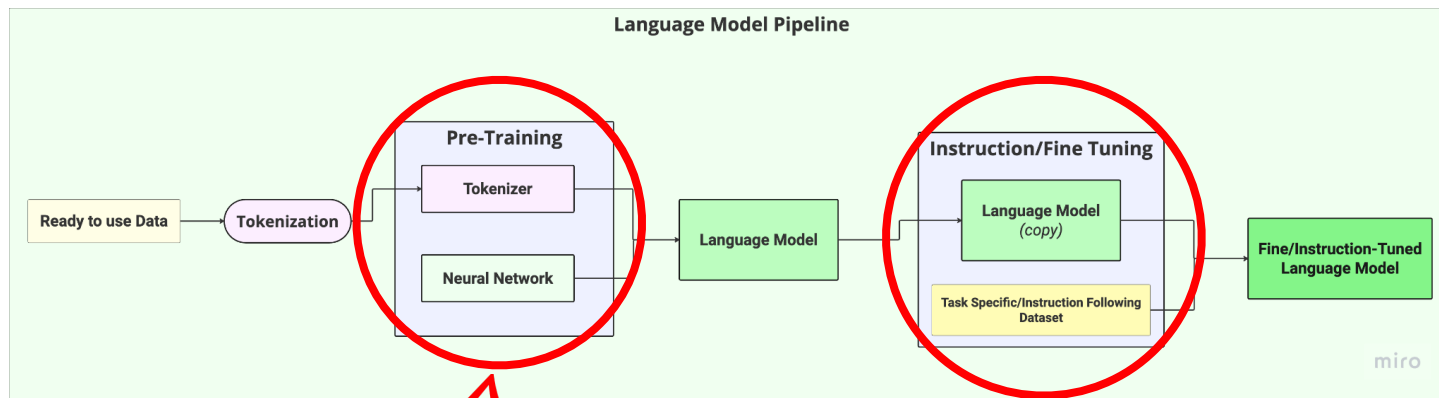 Language Model Pipeline
Pre-Training
Tokenizer
Neural Network
Ready to use Data
Tokenization
Language Model
Instruction/Fine Tuning
Language Model
(copy)
Task Specific/Instruction Following
Dataset
Fine/Instruction-Tuned
Language Model
miro